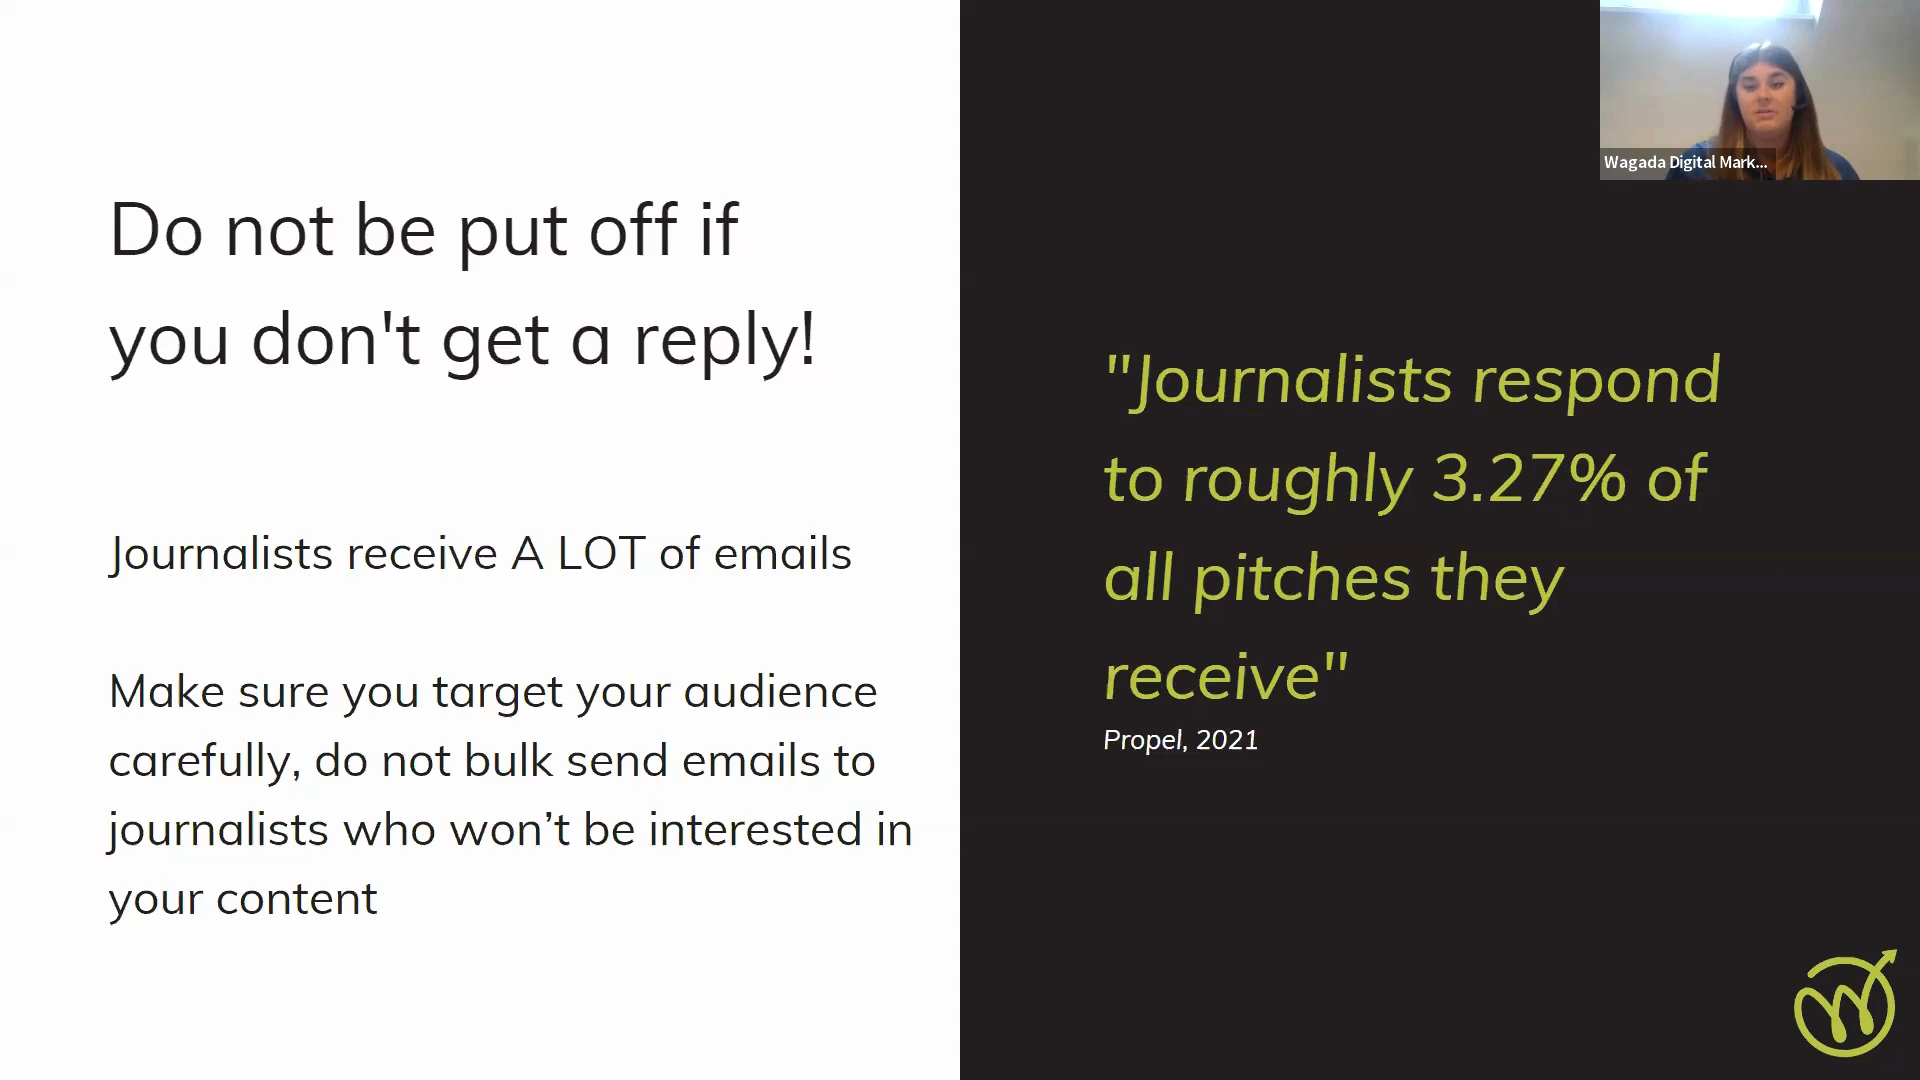 Do not be put off if
you don't get a reply!
Journalists receive A LOT of emails
Make sure you target your audience
carefully, do not bulk send emails to
journalists who won’t be interested in
your content
"Journalists respond
to roughly 3.27% of
all pitches they
receive"
Propel, 2021
Wagada Digital Mark...